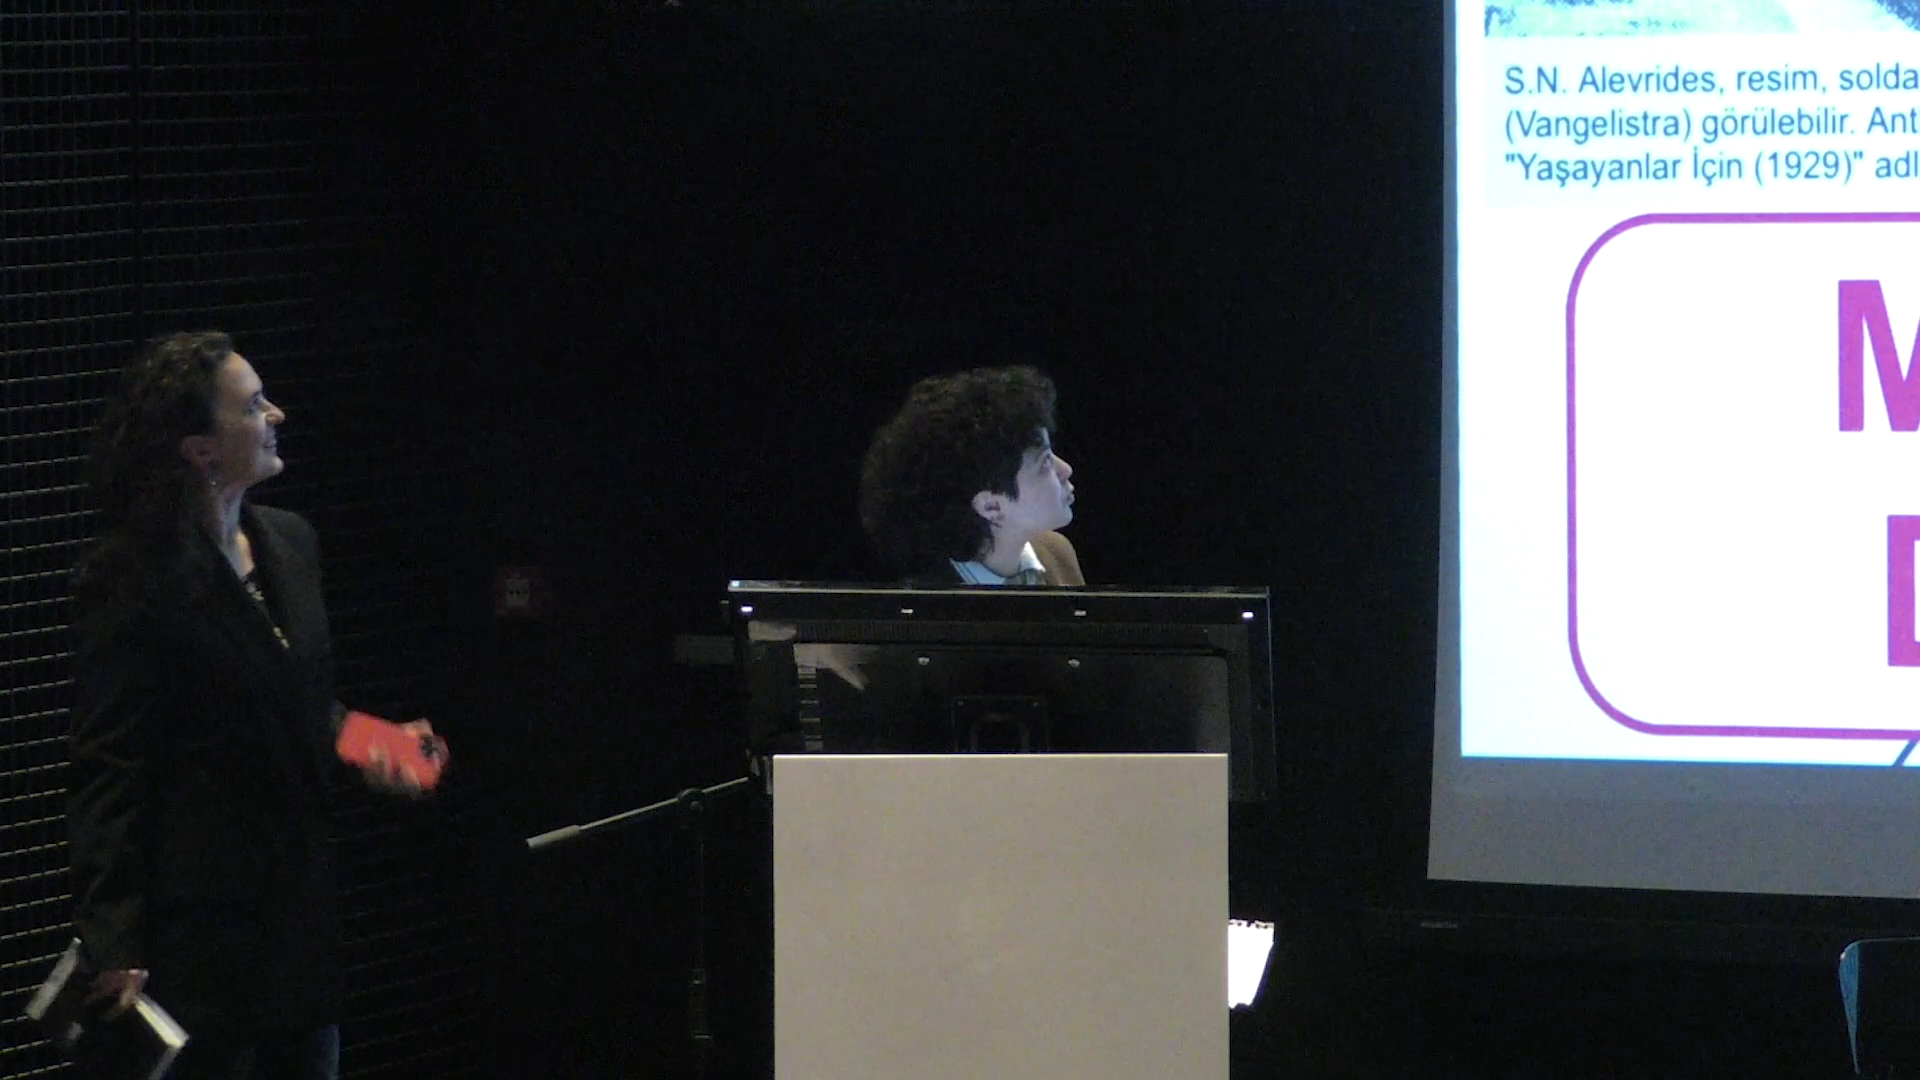 S.N. Alevrides, resim, solda
(Vangelistra) görülebilir. Ant
"Yaşayanlar İçin (1929)" adl
M